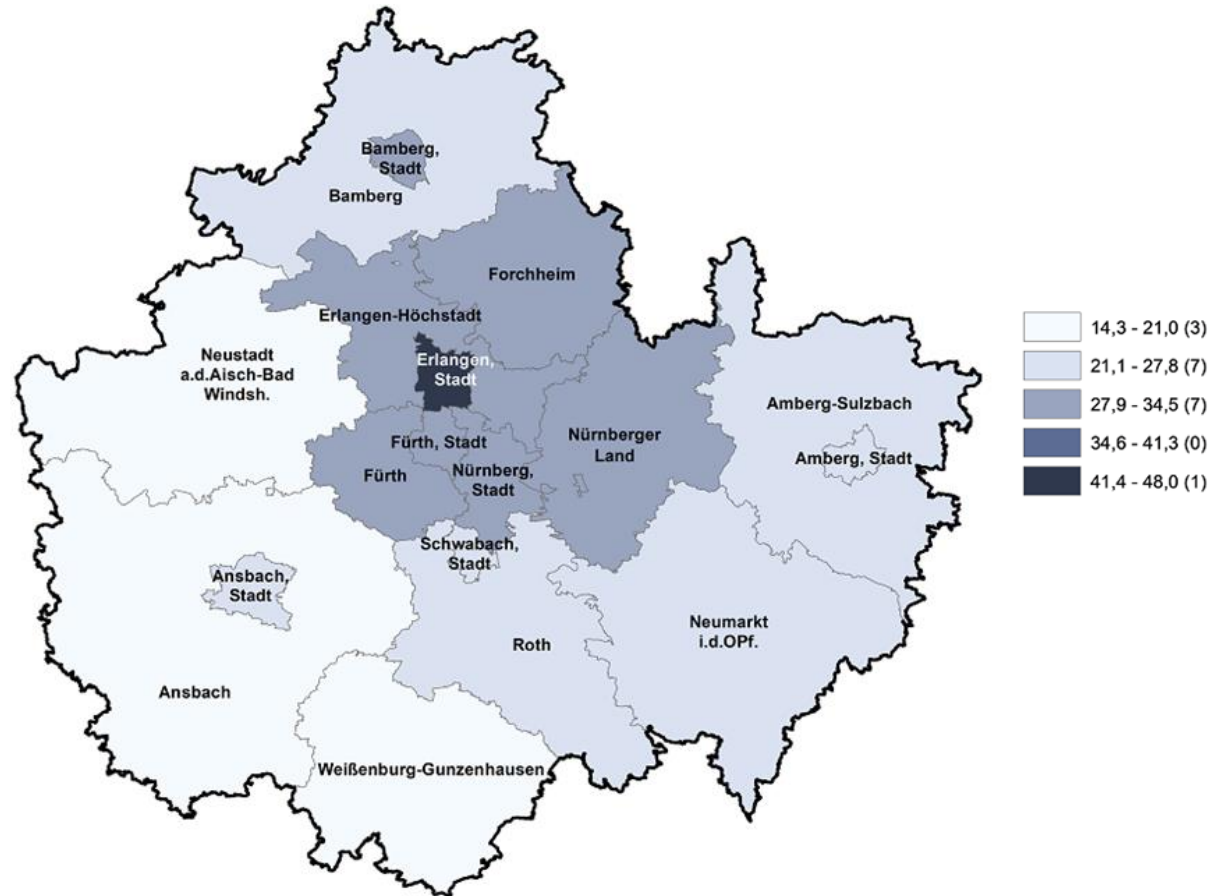 Bamberg,
Stadt
Bamberg
Forchheim
Erlangen-Höchstadt
Erlangen,
Stadt
Neustadt
a.d.Aisch-Bad
Windsh.
Fürth, Stadt
Fürth
Nürnberg,
Stadt
Nürnberger
Land
Amberg-Sulzbach
Amberg, Stadt
Schwabach,
Stadt
Ansbach,
Stadt
Ansbach
Roth
Neumarkt
i.d.OPf.
Weißenburg-Gunzenhausen
14,3 - 21,0 (3)
21,1 - 27,8 (7)
27,9 - 34,5 (7)
34,6 - 41,3 (0)
41,4 - 48,0 (1)